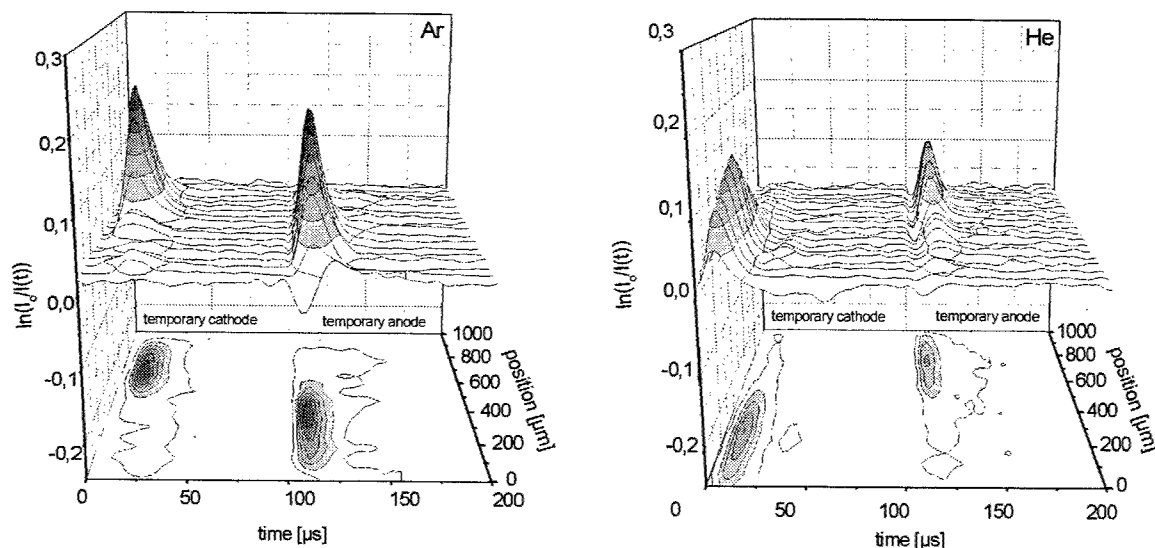 Ar
0,3
0,2
0,1
0,0
-0,1
-0,2
ln(I₀/I(t))
temporary cathode
temporary anode
1000
800
600
400
200
0
position [µm]
0
50
100
150
200
time [µs]
He
0,3
0,2
0,1
0,0
-0,1
-0,2
ln(I₀/I(t))
temporary cathode
temporary anode
1000
800
600
400
200
0
position [µm]
0
50
100
150
200
time [µs]